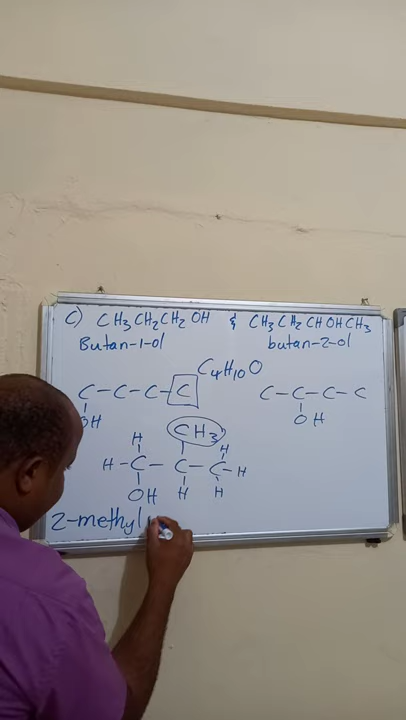 C) CH3CH2CH2OH & CH3CH2CHOHCH3
Butan-1-ol butan-2-ol
C4H10O
C - C - C - C C - C - C - C
OH OH
CH3
H H
H - C - C - C - H
OH H H
2-methyl